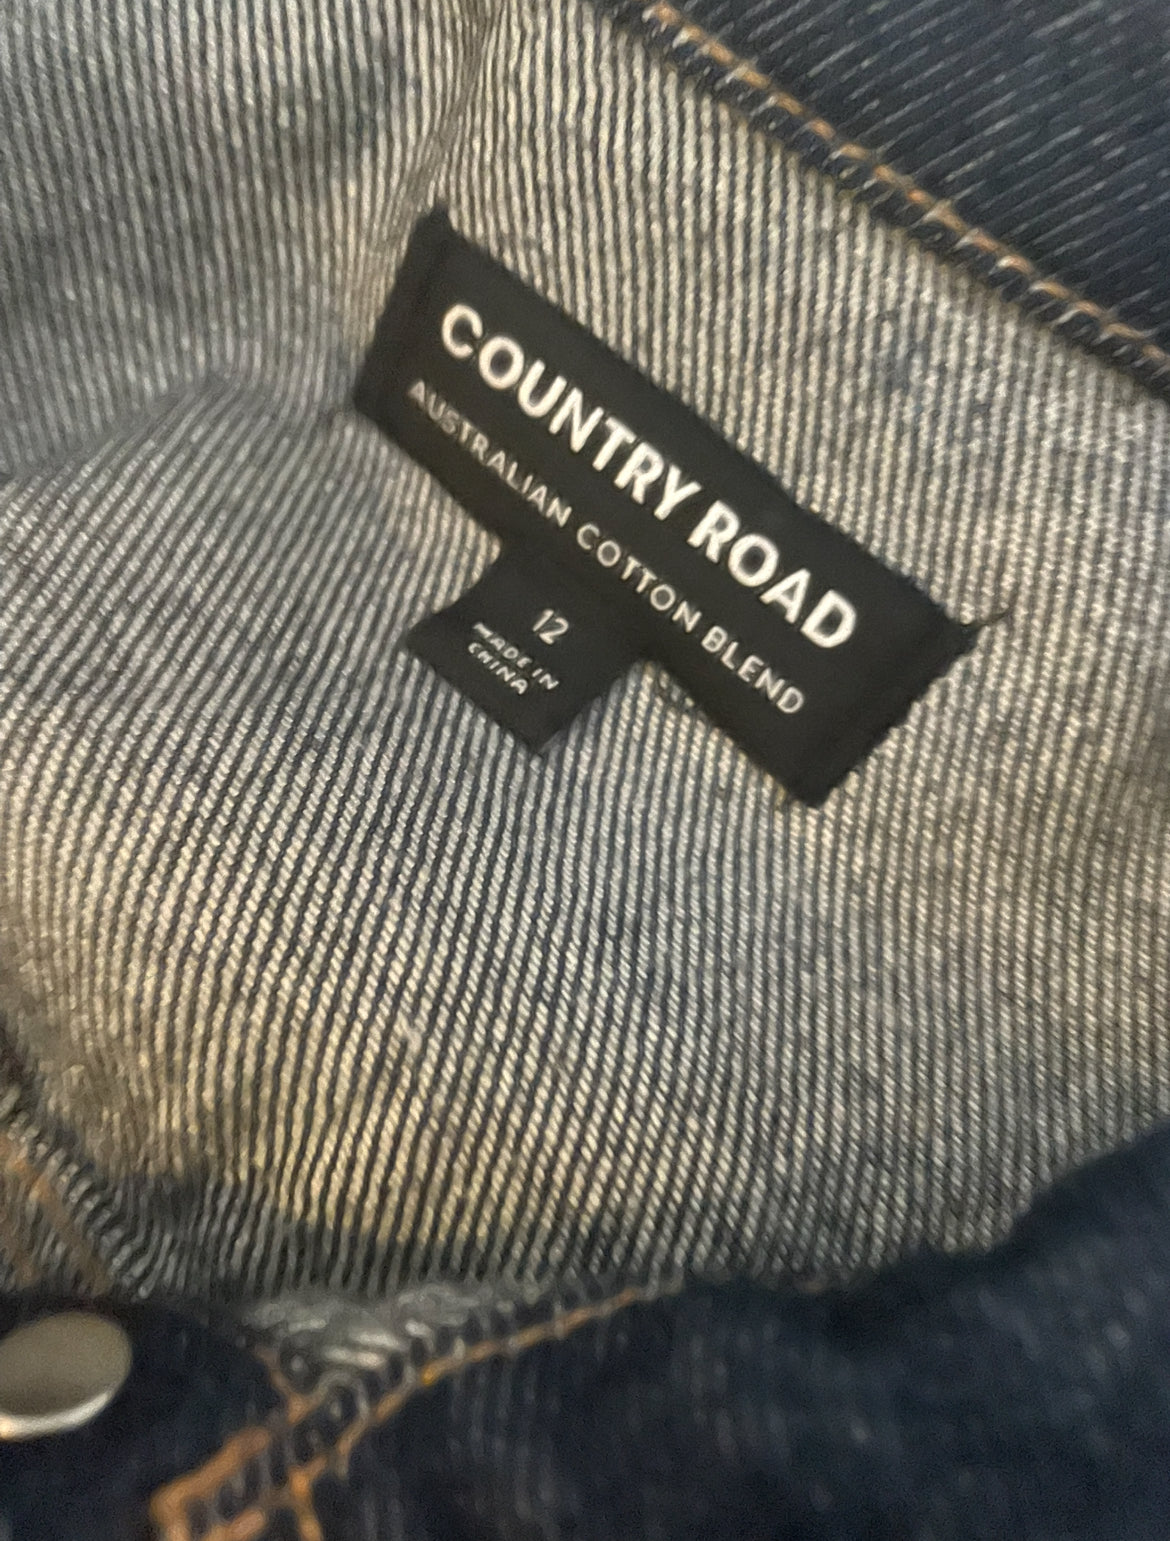 COUNTRY ROAD
AUSTRALIAN COTTON BLEND
12
MADE IN
CHINA